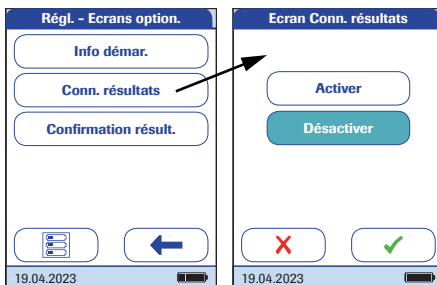 Régl. - Ecrans option.
Info démar.
Conn. résultats
Confirmation résult.
19.04.2023
Ecran Conn. résultats
Activer
Désactiver
19.04.2023